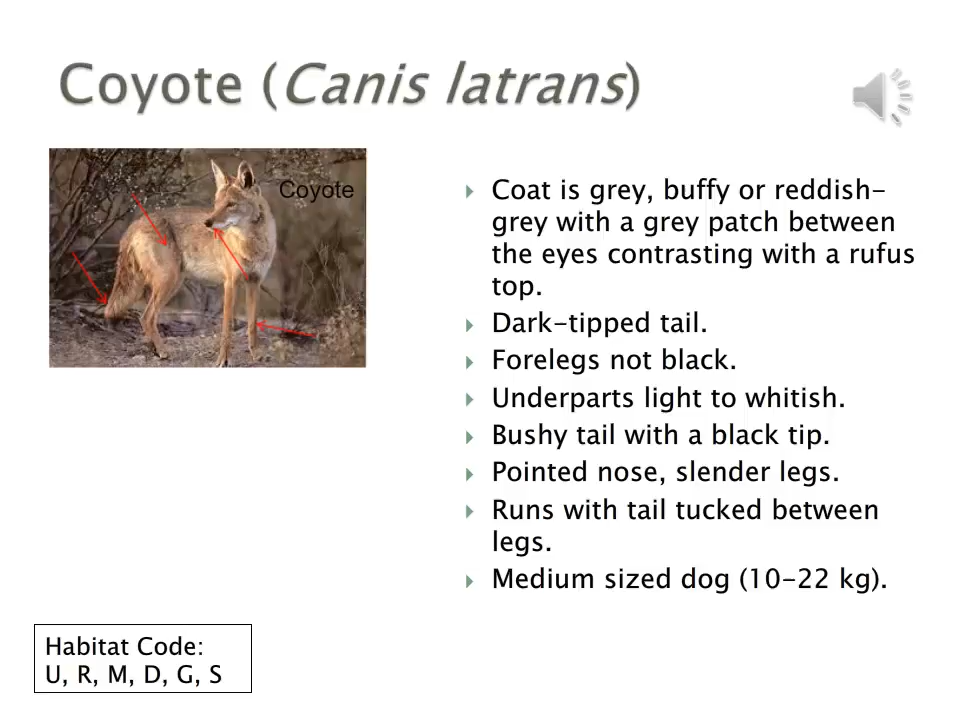 Coyote (Canis latrans)
Coyote
Coat is grey, buffy or reddish-
grey with a grey patch between
the eyes contrasting with a rufus
top.
Dark-tipped tail.
Forelegs not black.
Underparts light to whitish.
Bushy tail with a black tip.
Pointed nose, slender legs.
Runs with tail tucked between
legs.
Medium sized dog (10-22 kg).
Habitat Code:
U, R, M, D, G, S